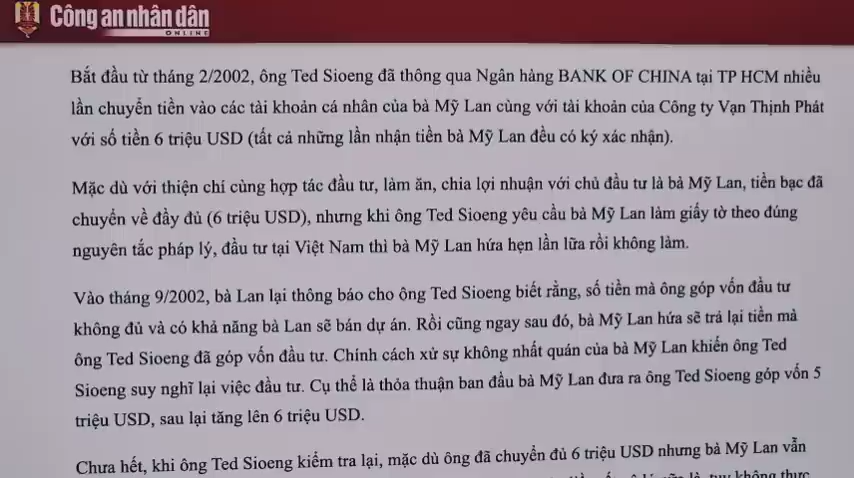 Công an nhân dân
ONLINE
Bắt đầu từ tháng 2/2002, ông Ted Sioeng đã thông qua Ngân hàng BANK OF CHINA tại TP HCM nhiều
lần chuyển tiền vào các tài khoản cá nhân của bà Mỹ Lan cùng với tài khoản của Công ty Vạn Thịnh Phát
với số tiền 6 triệu USD (tất cả những lần nhận tiền bà Mỹ Lan đều có ký xác nhận).
Mặc dù với thiện chí cùng hợp tác đầu tư, làm ăn, chia lợi nhuận với chủ đầu tư là bà Mỹ Lan, tiền bạc đã
chuyển về đầy đủ (6 triệu USD), nhưng khi ông Ted Sioeng yêu cầu bà Mỹ Lan làm giấy tờ theo đúng
nguyên tắc pháp lý, đầu tư tại Việt Nam thì bà Mỹ Lan hứa hẹn lần lữa rồi không làm.
Vào tháng 9/2002, bà Lan lại thông báo cho ông Ted Sioeng biết rằng, số tiền mà ông góp vốn đầu tư
không đủ và có khả năng bà Lan sẽ bán dự án. Rồi cũng ngay sau đó, bà Mỹ Lan hứa sẽ trả lại tiền mà
ông Ted Sioeng đã góp vốn đầu tư. Chính cách xử sự không nhất quán của bà Mỹ Lan khiến ông Ted
Sioeng suy nghĩ lại việc đầu tư. Cụ thể là thỏa thuận ban đầu bà Mỹ Lan đưa ra ông Ted Sioeng góp vốn 5
triệu USD, sau lại tăng lên 6 triệu USD.
Chưa hết, khi ông Ted Sioeng kiểm tra lại, mặc dù ông đã chuyển đủ 6 triệu USD nhưng bà Mỹ Lan vẫn
là, tuy không thực